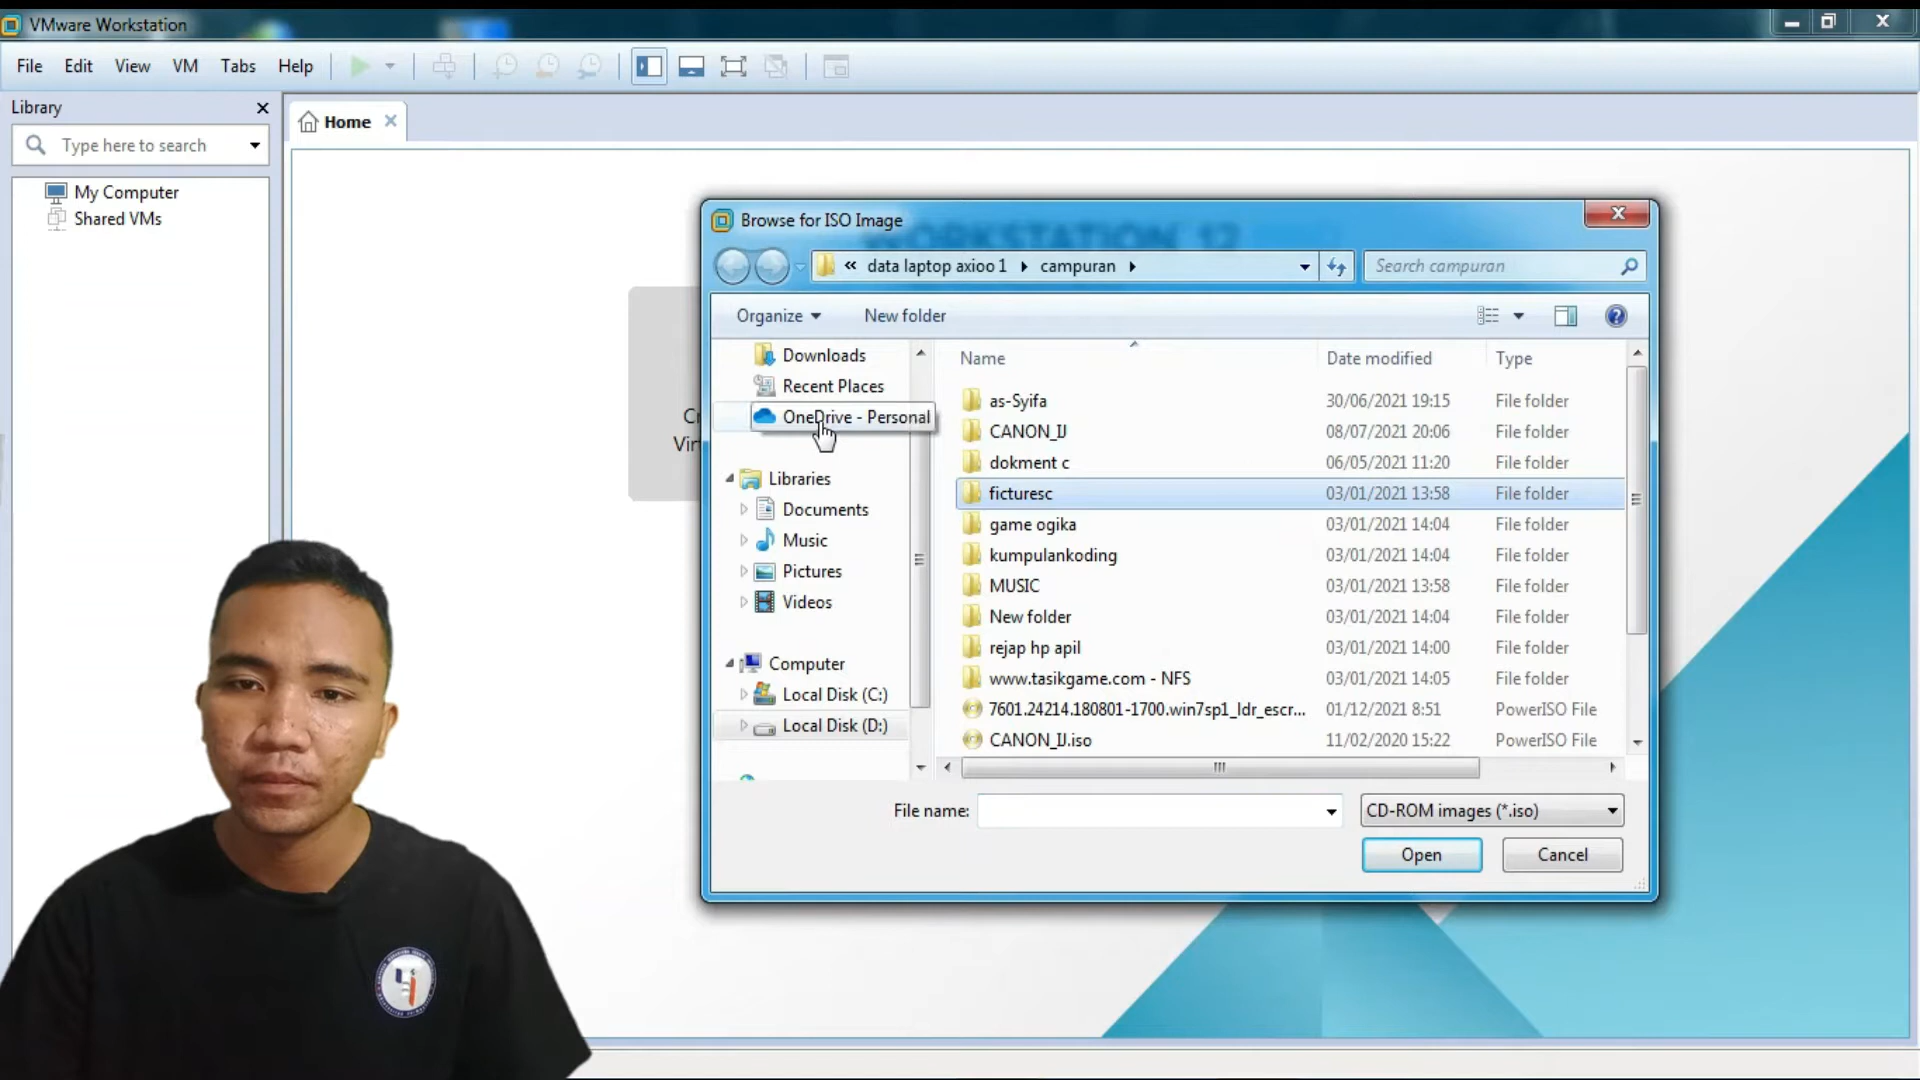 VMware Workstation
File Edit View VM Tabs Help
Library
Type here to search
My Computer
Shared VMs
Home
WORKSTATION 12
Browse for ISO Image
« data laptop axioo 1 campuran
Search campuran
Organize New folder
Downloads
Recent Places
OneDrive - Personal
Libraries
Documents
Music
Pictures
Videos
Computer
Local Disk (C:)
Local Disk (D:)
Name Date modified Type
as-Syifa 30/06/2021 19:15 File folder
CANON_IJ 08/07/2021 20:06 File folder
dokment c 06/05/2021 11:20 File folder
ficturesc 03/01/2021 13:58 File folder
game ogika 03/01/2021 14:04 File folder
kumpulankoding 03/01/2021 14:04 File folder
MUSIC 03/01/2021 13:58 File folder
New folder 03/01/2021 14:04 File folder
rejap hp apil 03/01/2021 14:00 File folder
www.tasikgame.com - NFS 03/01/2021 14:05 File folder
7601.24214.180801-1700.win7sp1_ldr_escr... 01/12/2021 8:51 PowerISO File
CANON_IJ.iso 11/02/2020 15:22 PowerISO File
File name:
CD-ROM images (*.iso)
Open Cancel